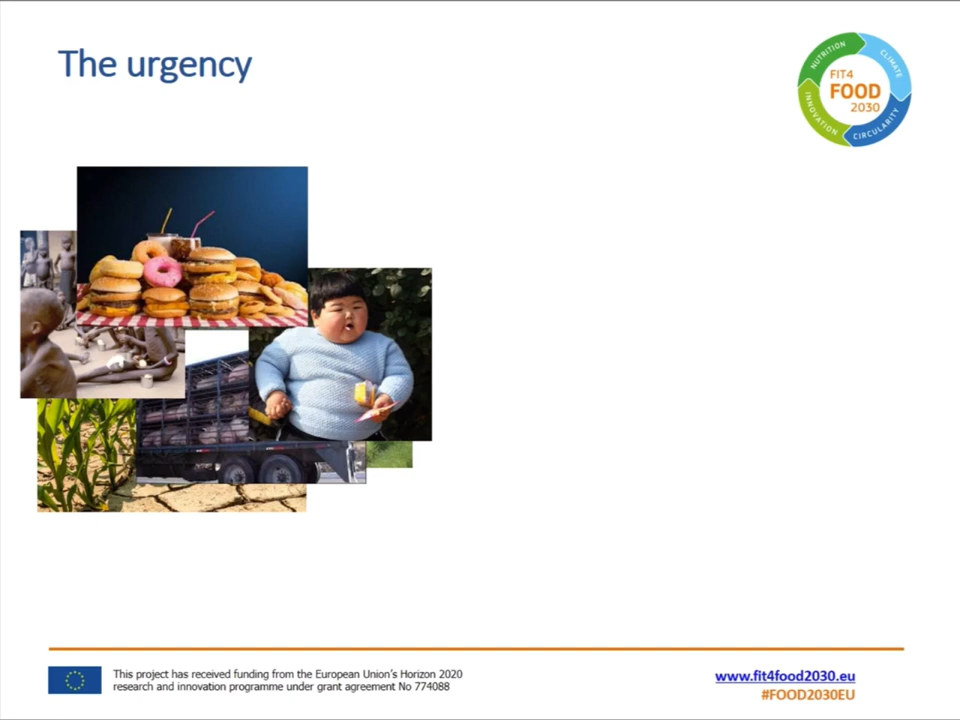 The urgency
NUTRITION
CLIMATE
FIT4
FOOD
2030
INNOVATION
CIRCULARITY
This project has received funding from the European Union's Horizon 2020
research and innovation programme under grant agreement No 774088
www.fit4food2030.eu
#FOOD2030EU